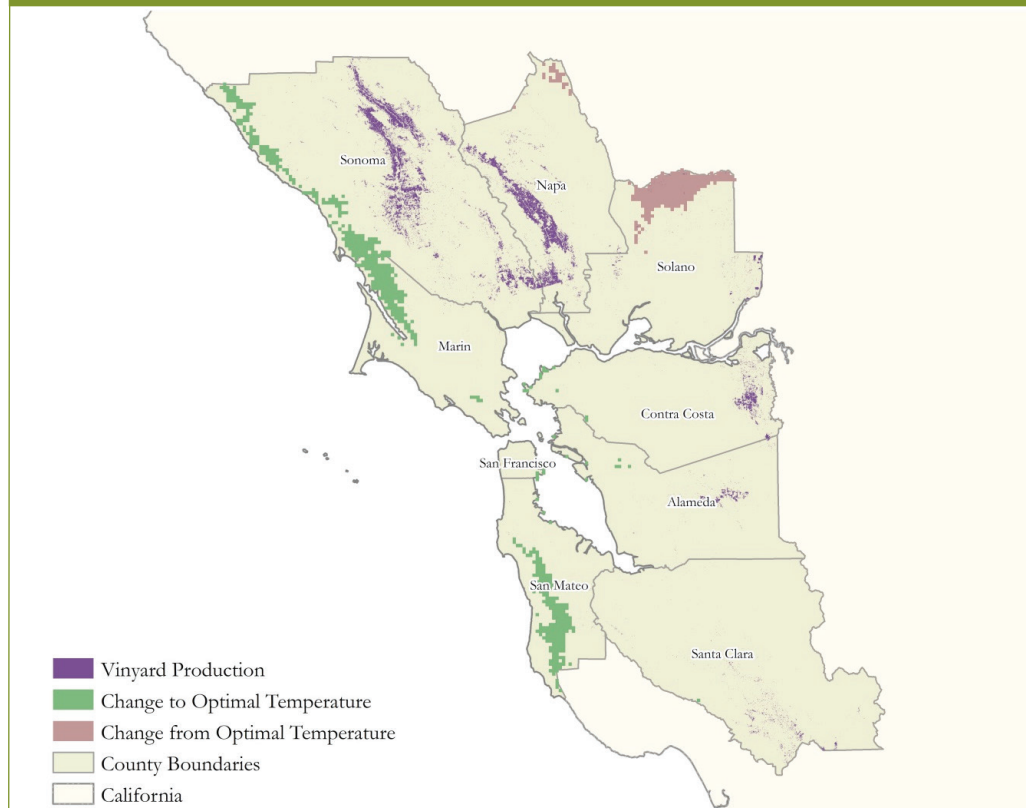 Sonoma
Napa
Solano
Marin
Contra Costa
San Francisco
Alameda
San Mateo
Santa Clara
Vinyard Production
Change to Optimal Temperature
Change from Optimal Temperature
County Boundaries
California